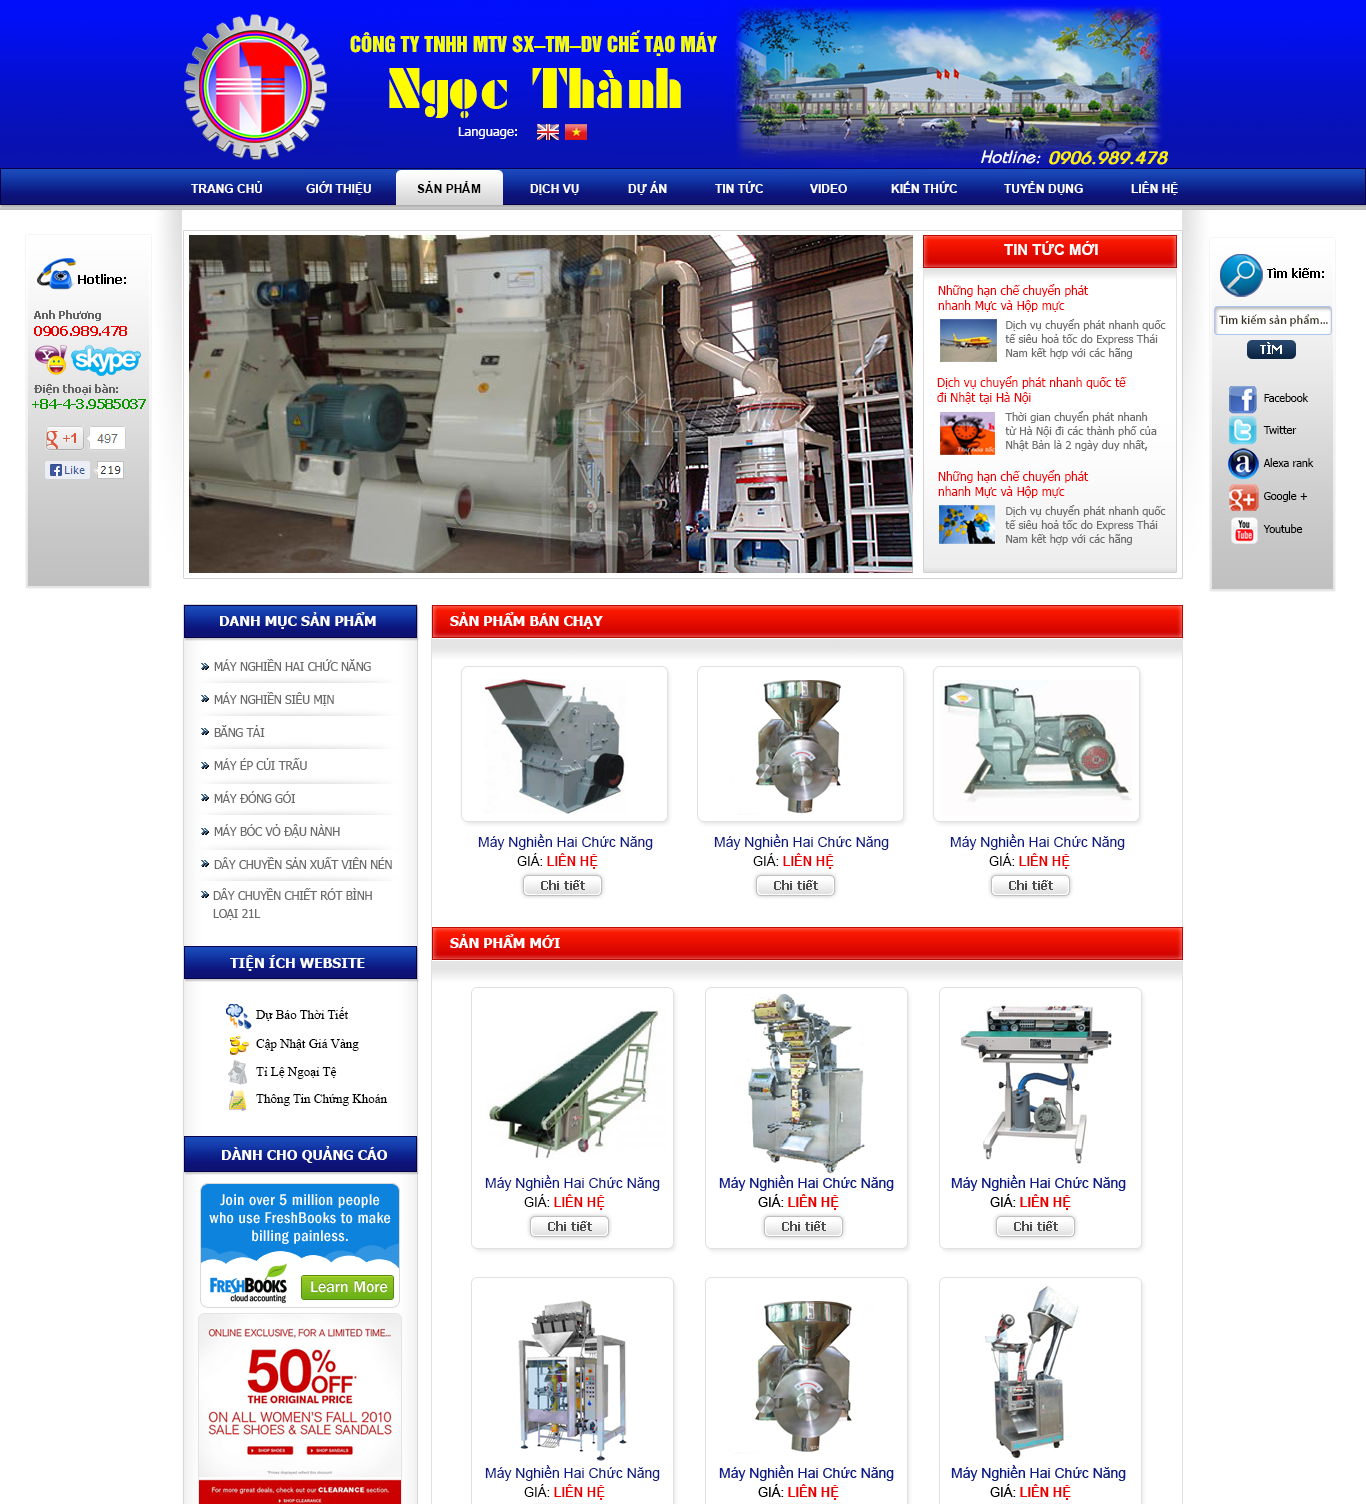 CÔNG TY TNHH MTV SX-TM-DV CHẾ TẠO MÁY
Ngọc Thành
Language:
Hotline: 0906.989.478
TRANG CHỦ GIỚI THIỆU SẢN PHẨM DỊCH VỤ DỰ ÁN TIN TỨC VIDEO KIẾN THỨC TUYỂN DỤNG LIÊN HỆ
Hotline:
Anh Phương
0906.989.478
skype
Điện thoại bàn:
+84-4-3.9585037
+1 497
Like 219
TIN TỨC MỚI
Những hạn chế chuyển phát
nhanh Mực và Hộp mực
Dịch vụ chuyển phát nhanh quốc
tế siêu hoả tốc do Express Thái
Nam kết hợp với các hãng
Dịch vụ chuyển phát nhanh quốc tế
đi Nhật tại Hà Nội
Thời gian chuyển phát nhanh
từ Hà Nội đi các thành phố của
Nhật Bản là 2 ngày duy nhất,
Những hạn chế chuyển phát
nhanh Mực và Hộp mực
Dịch vụ chuyển phát nhanh quốc
tế siêu hoả tốc do Express Thái
Nam kết hợp với các hãng
Tìm kiếm:
Tìm kiếm sản phẩm...
TÌM
Facebook
Twitter
Alexa rank
Google +
You
Tube
Youtube
DANH MỤC SẢN PHẨM
MÁY NGHIỀN HAI CHỨC NĂNG
MÁY NGHIỀN SIÊU MỊN
BĂNG TẢI
MÁY ÉP CỦI TRẤU
MÁY ĐÓNG GÓI
MÁY BÓC VỎ ĐẬU NÀNH
DÂY CHUYỀN SẢN XUẤT VIÊN NÉN
DÂY CHUYỀN CHIẾT RÓT BÌNH
LOẠI 21L
TIỆN ÍCH WEBSITE
Dự Báo Thời Tiết
Cập Nhật Giá Vàng
Tỉ Lệ Ngoại Tệ
Thông Tin Chứng Khoán
DÀNH CHO QUẢNG CÁO
Join over 5 million people
who use FreshBooks to make
billing painless.
FRESHBOOKS
cloud accounting
Learn More
ONLINE EXCLUSIVE, FOR A LIMITED TIME...
50% OFF*
THE ORIGINAL PRICE
ON ALL WOMEN'S FALL 2010
SALE SHOES & SALE SANDALS
SHOP SHOES SHOP SANDALS
*Prices displayed reflect this discount
For more great deals, check out our CLEARANCE section.
SHOP CLEARANCE
SẢN PHẨM BÁN CHẠY
Máy Nghiền Hai Chức Năng Máy Nghiền Hai Chức Năng Máy Nghiền Hai Chức Năng
GIÁ: LIÊN HỆ GIÁ: LIÊN HỆ GIÁ: LIÊN HỆ
Chi tiết Chi tiết Chi tiết
SẢN PHẨM MỚI
Máy Nghiền Hai Chức Năng Máy Nghiền Hai Chức Năng Máy Nghiền Hai Chức Năng
GIÁ: LIÊN HỆ GIÁ: LIÊN HỆ GIÁ: LIÊN HỆ
Chi tiết Chi tiết Chi tiết
Máy Nghiền Hai Chức Năng Máy Nghiền Hai Chức Năng Máy Nghiền Hai Chức Năng
GIÁ: LIÊN HỆ GIÁ: LIÊN HỆ GIÁ: LIÊN HỆ